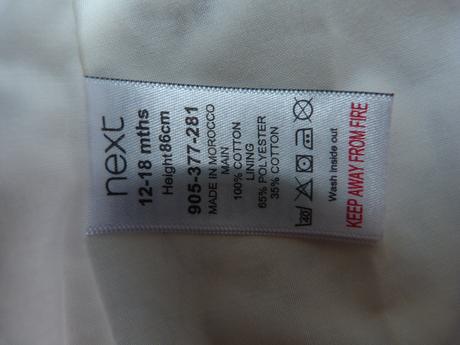 next
12-18 mths
Height 86cm
905-377-281
MADE IN MOROCCO
MAIN
100% COTTON
LINING
65% POLYESTER
35% COTTON
40
Wash inside out
KEEP AWAY FROM FIRE